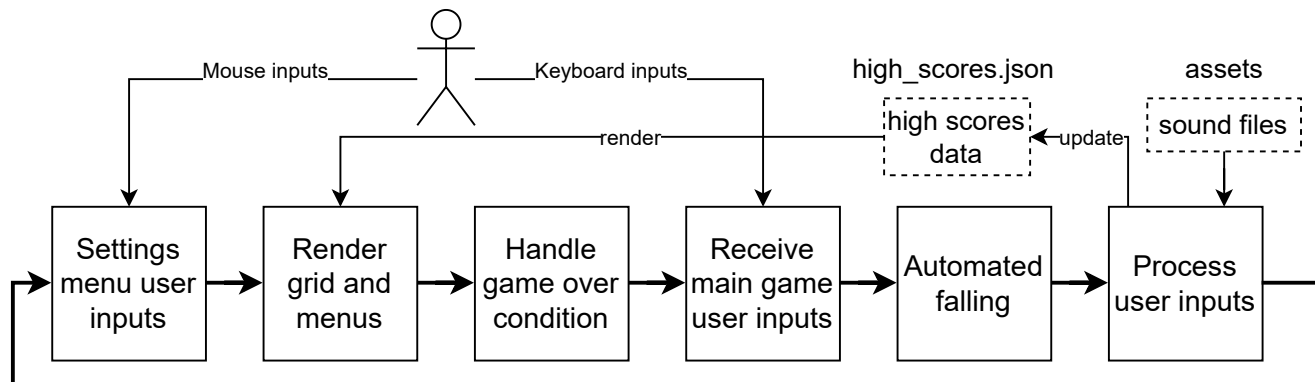 Mouse inputs
Keyboard inputs
high_scores.json
assets
render
high scores
data
update
sound files
Settings
menu user
inputs
Render
grid and
menus
Handle
game over
condition
Receive
main game
user inputs
Automated
falling
Process
user inputs